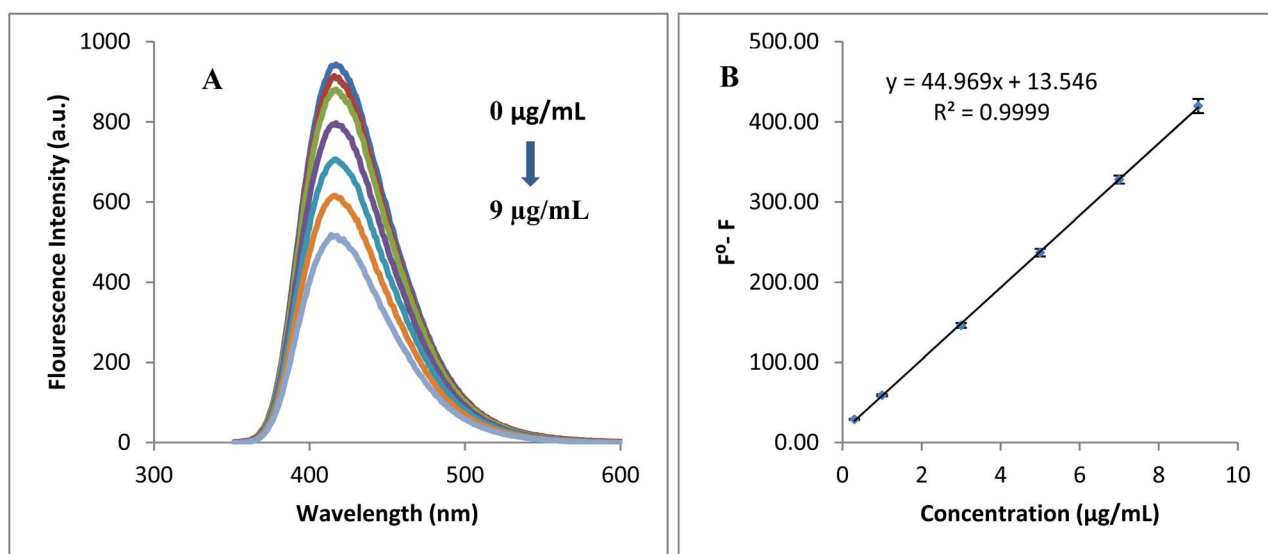 A
0 µg/mL
9 µg/mL
Flourescence Intensity (a.u.)
1000
800
600
400
200
0
300
400
500
600
Wavelength (nm)
B
y = 44.969x + 13.546
R² = 0.9999
F⁰- F
500.00
400.00
300.00
200.00
100.00
0.00
0
2
4
6
8
10
Concentration (µg/mL)